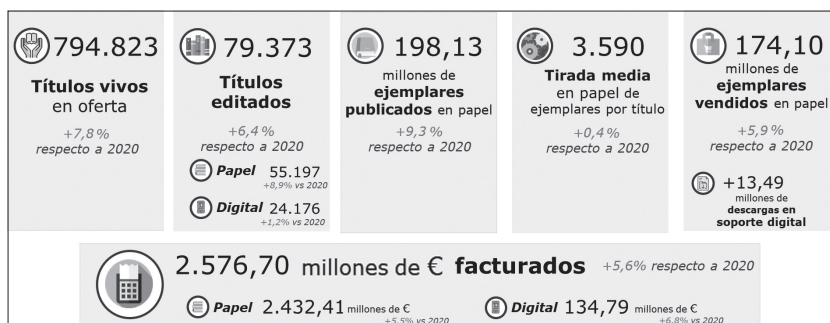 794.823
Títulos vivos
en oferta
+7,8 %
respecto a 2020
79.373
Títulos
editados
+6,4 %
respecto a 2020
Papel 55.197
+8,9% vs 2020
Digital 24.176
+1,2% vs 2020
198,13
millones de
ejemplares
publicados en papel
+9,3 %
respecto a 2020
3.590
Tirada media
en papel de
ejemplares por título
+0,4 %
respecto a 2020
174,10
millones de
ejemplares
vendidos en papel
+5,9 %
respecto a 2020
+13,49
millones de
descargas en
soporte digital
2.576,70 millones de € facturados +5,6% respecto a 2020
Papel 2.432,41 millones de €
+5,5% vs 2020
Digital 134,79 millones de €
+6,8% vs 2020